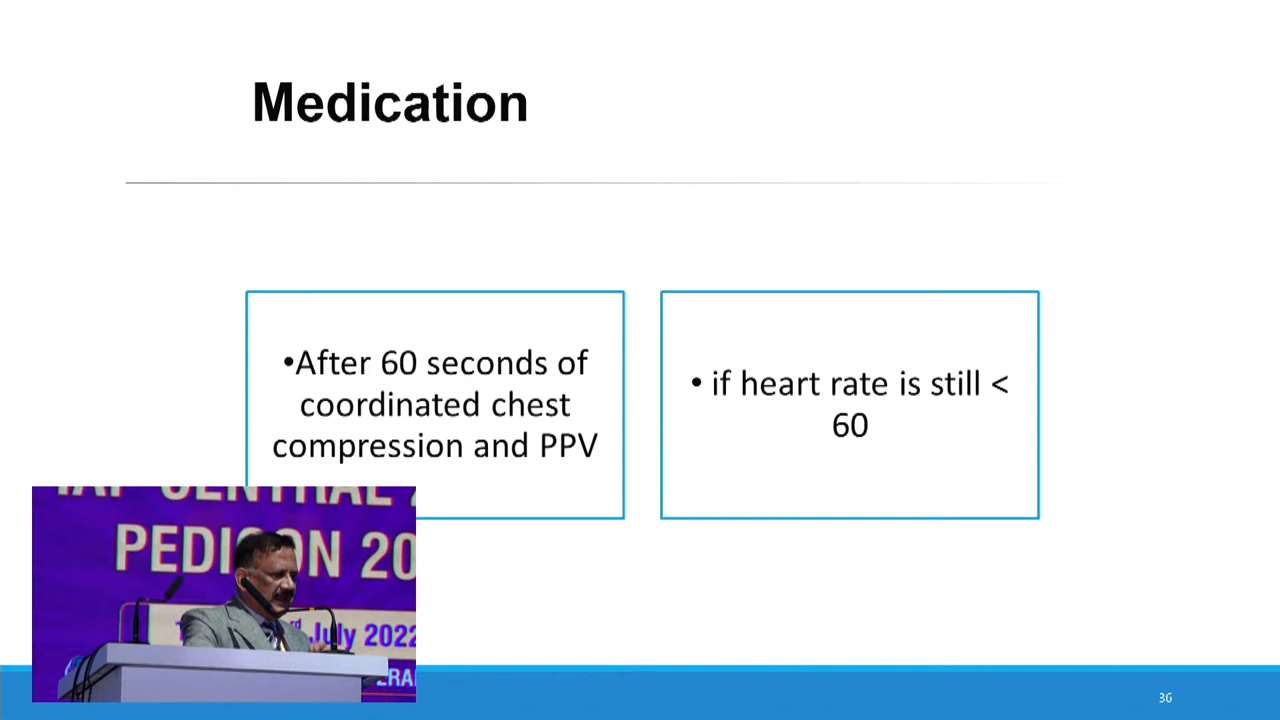 Medication
•After 60 seconds of
coordinated chest
compression and PPV
• if heart rate is still <
60
CENTRAL
PEDICON 20
July 2022
36